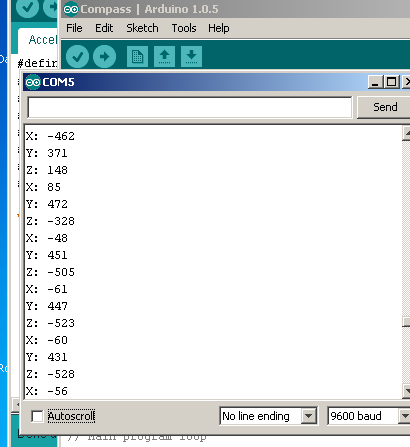 Compass | Arduino 1.0.5
File Edit Sketch Tools Help
Accel
#defin
COM5
Send
X: -462
Y: 371
Z: 148
X: 85
Y: 472
Z: -328
X: -48
Y: 451
Z: -505
X: -61
Y: 447
Z: -523
X: -60
Y: 431
Z: -528
X: -56
Autoscroll
No line ending
9600 baud
// Main program loop